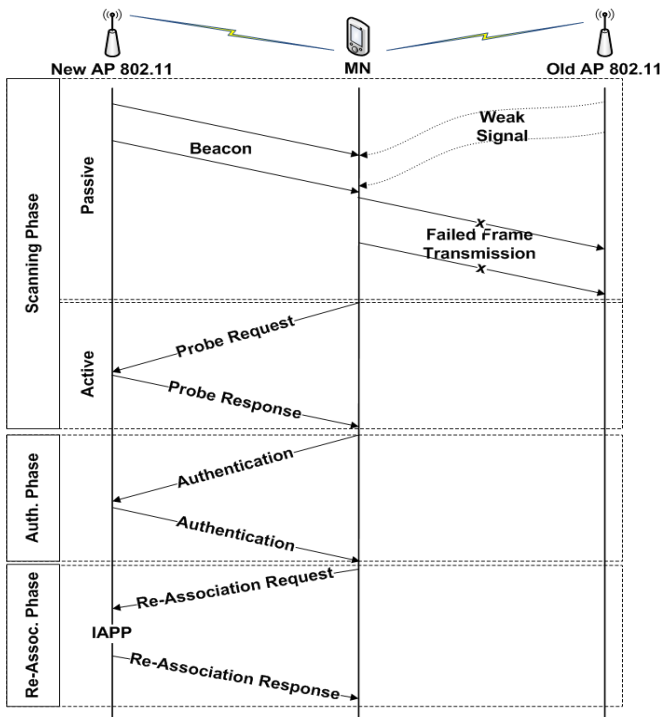 New AP 802.11
MN
Old AP 802.11
Scanning Phase
Passive
Beacon
Weak
Signal
x
Failed Frame
Transmission
x
Active
Probe Request
Probe Response
Auth. Phase
Authentication
Authentication
Re-Assoc. Phase
Re-Association Request
IAPP
Re-Association Response